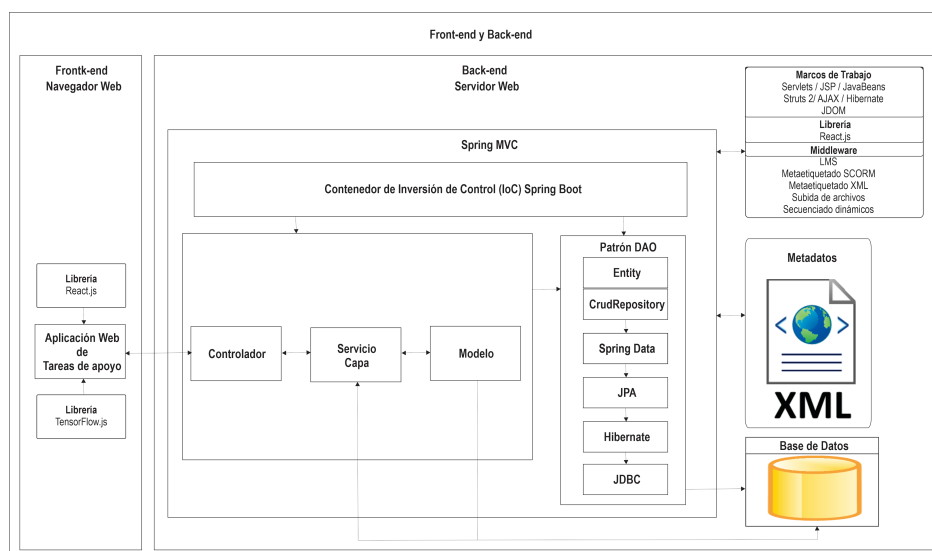 Front-end y Back-end
Frontk-end
Navegador Web
Back-end
Servidor Web
Marcos de Trabajo
Servlets / JSP / JavaBeans
Struts 2/ AJAX / Hibernate
JDOM
Librería
React.js
Middleware
LMS
Metaetiquetado SCORM
Metaetiquetado XML
Subida de archivos
Secuenciado dinámicos
Spring MVC
Contenedor de Inversión de Control (IoC) Spring Boot
Patrón DAO
Entity
CrudRepository
Spring Data
JPA
Hibernate
JDBC
Metadatos
XML
Librería
React.js
Aplicación Web
de
Tareas de apoyo
Librería
TensorFlow.js
Controlador
Servicio
Capa
Modelo
Base de Datos